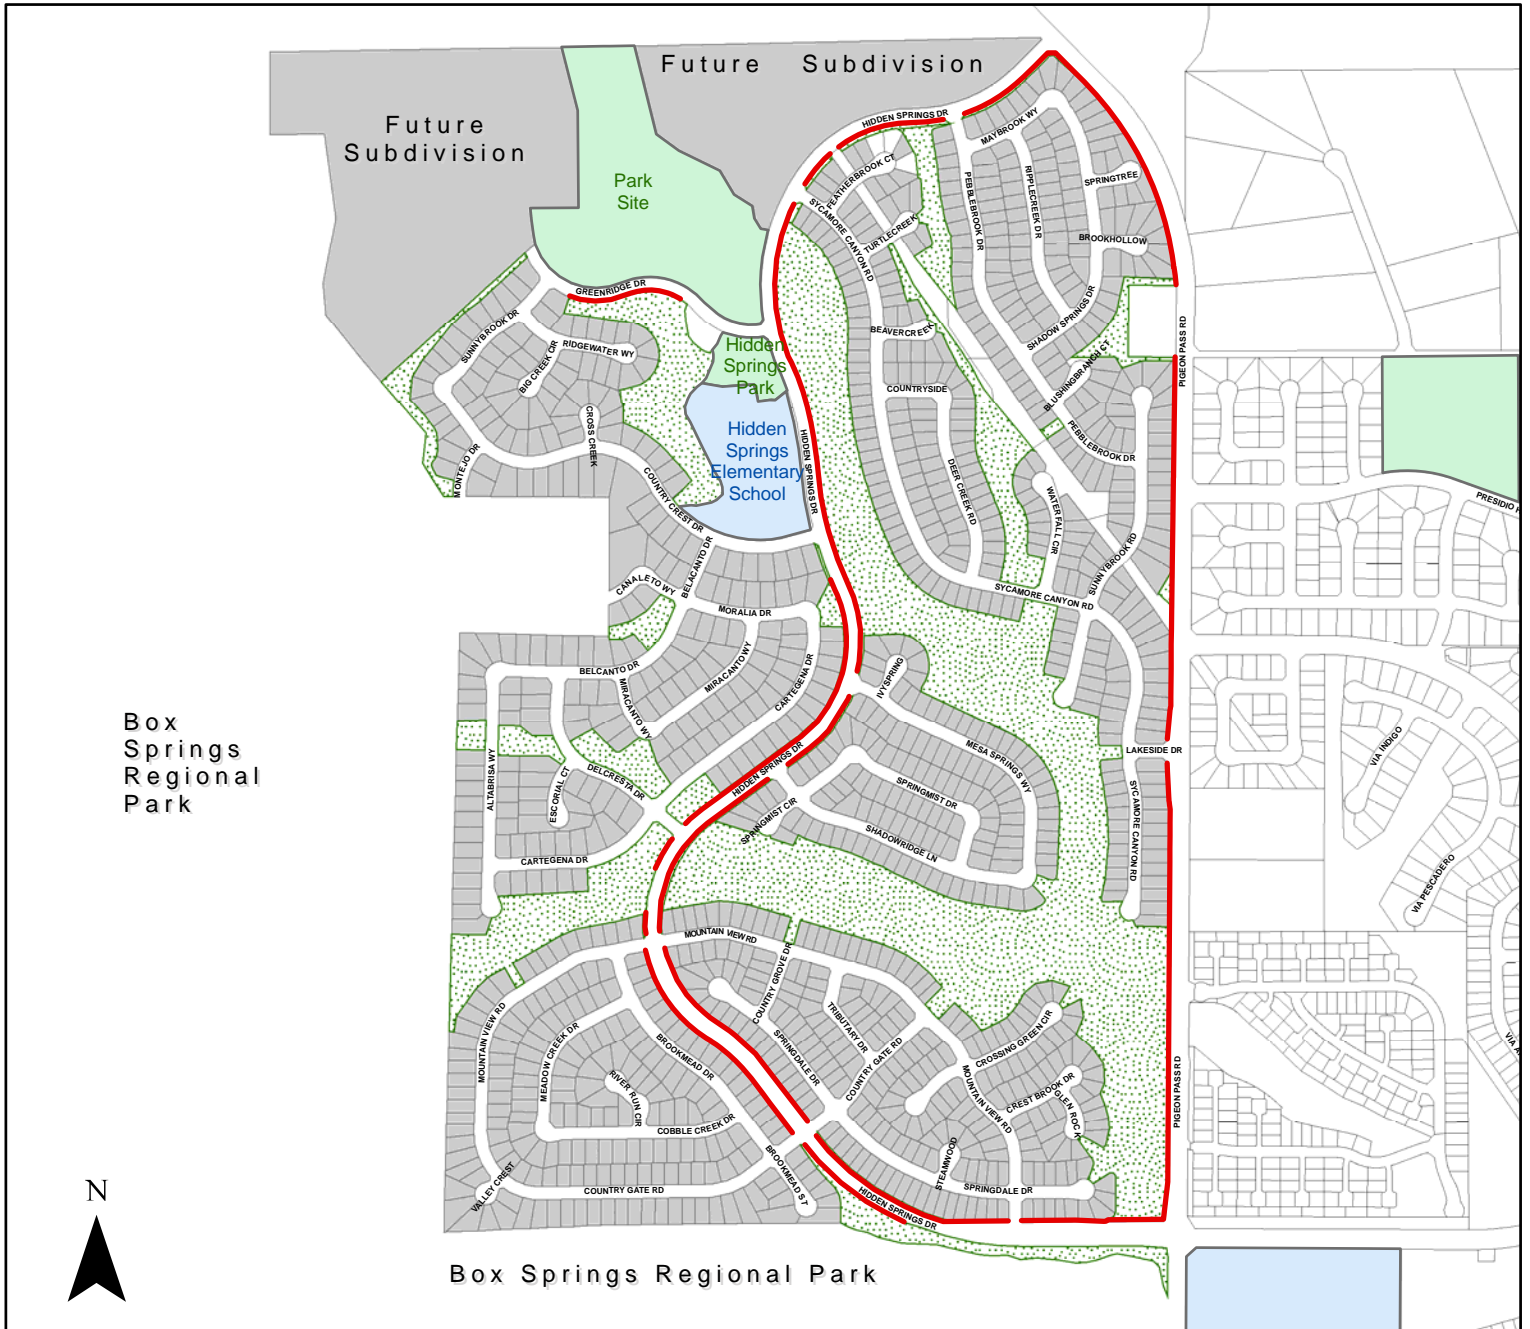 Future Subdivision
Future
Subdivision
Park
Site
HIDDEN SPRINGS DR
MAYBROOK WY
FEATHERBROOK CT
SPRINGTREE
PEBBLEBROOK DR
RIPPLECREEK DR
SYCAMORE CANYON RD
TURTLECREEK
BROOKHOLLOW
GREENRIDGE DR
SHADOW SPRINGS DR
SUNNYBROOK DR
BEAVERCREEK
PIGEON PASS RD
RIDGEWATER WY
BIG CREEK CIR
Hidden
Springs
Park
BLUSHINGBRANCH CT
COUNTRYSIDE
CROSS CREEK
Hidden
Springs
Elementary
School
HIDDEN SPRINGS DR
PEBBLEBROOK DR
MONTEJO DR
COUNTRY CREST DR
DEER CREEK RD
WATER FALL CIR
PRESIDIO
SUNNYBROOK RD
BELACANTO DR
CANALETO WY
MORALIA DR
SYCAMORE CANYON RD
BELCANTO DR
MIRACANTO WY
MIRACANTO WY
CARTEGENA DR
IVYSPRING
Box
Springs
Regional
Park
MESA SPRINGS WY
LAKESIDE DR
VIA INDIGO
ALTABRISA WY
ESCORIAL CT
DELCRESTA DR
HIDDEN SPRINGS DR
SPRINGMIST DR
SPRINGMIST CIR
SHADOWRIDGE LN
SYCAMORE CANYON RD
CARTEGENA DR
VIA PESCADERO
MOUNTAIN VIEW RD
COUNTRY GROVE DR
MOUNTAIN VIEW RD
MEADOW CREEK DR
BROOKMEAD DR
SPRINGDALE DR
TRIBUTARY DR
COUNTRY GATE RD
CROSSING GREEN CIR
MOUNTAIN VIEW RD
CREST BROOK DR
GLEN ROCK
PIGEON PASS RD
VIA
RIVER RUN CIR
COBBLE CREEK DR
BROOKMEAD ST
STEAMWOOD
SPRINGDALE DR
VALLEY CREST
COUNTRY GATE RD
HIDDEN SPRINGS DR
N
Box Springs Regional Park